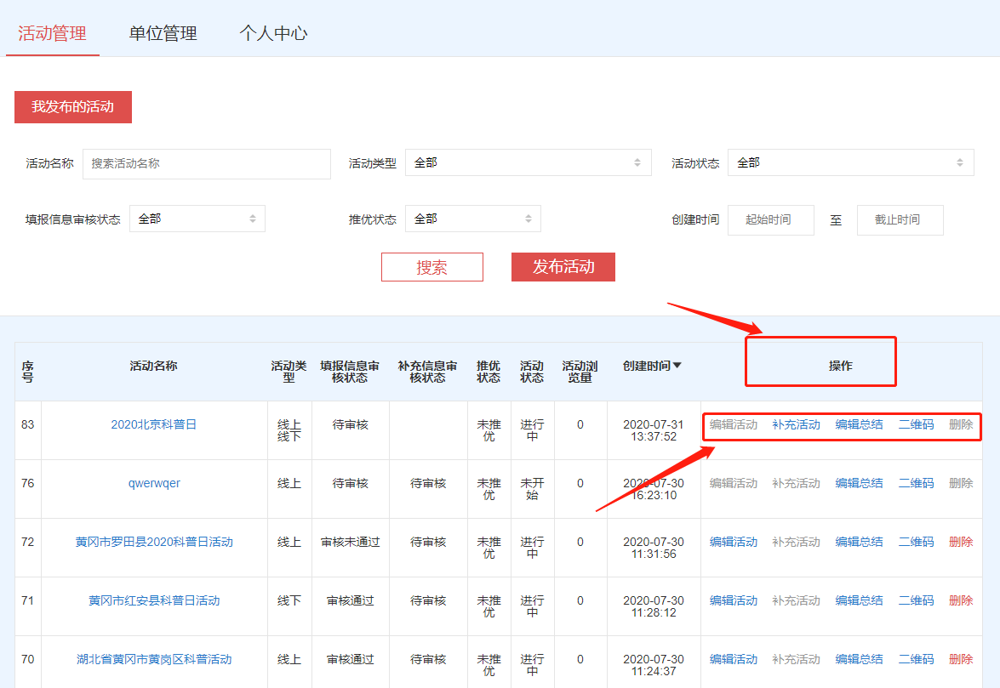 活动管理 单位管理 个人中心
我发布的活动
活动名称 搜索活动名称 活动类型 全部 活动状态 全部
填报信息审核状态 全部 推优状态 全部 创建时间 起始时间 至 截止时间
搜索 发布活动
序号 活动名称 活动类型 填报信息审核状态 补充信息审核状态 推优状态 活动状态 活动浏览量 创建时间▼ 操作
83 2020北京科普日 线上线下 待审核 未推优 进行中 0 2020-07-31 13:37:52 编辑活动 补充活动 编辑总结 二维码 删除
76 qwerwqer 线上 待审核 待审核 未推优 未开始 0 2020-07-30 16:23:10 编辑活动 补充活动 编辑总结 二维码 删除
72 黄冈市罗田县2020科普日活动 线上 审核未通过 待审核 未推优 进行中 0 2020-07-30 11:31:56 编辑活动 补充活动 编辑总结 二维码 删除
71 黄冈市红安县科普日活动 线下 审核通过 待审核 未推优 进行中 0 2020-07-30 11:28:12 编辑活动 补充活动 编辑总结 二维码 删除
70 湖北省黄冈市黄岗区科普活动 线上 审核通过 待审核 未推优 进行中 0 2020-07-30 11:24:37 编辑活动 补充活动 编辑总结 二维码 删除